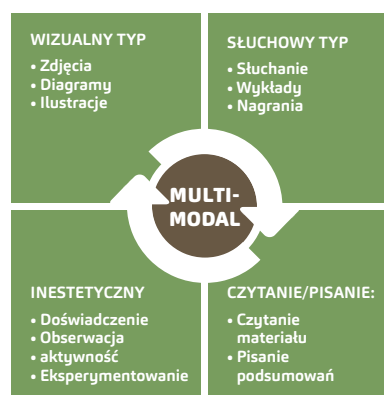 WIZUALNY TYP
• Zdjęcia
• Diagramy
• Ilustracje
SŁUCHOWY TYP
• Słuchanie
• Wykłady
• Nagrania
MULTI-
MODAL
INESTETYCZNY
• Doświadczenie
• Obserwacja
• aktywność
• Eksperymentowanie
CZYTANIE/PISANIE:
• Czytanie
materiału
• Pisanie
podsumowań